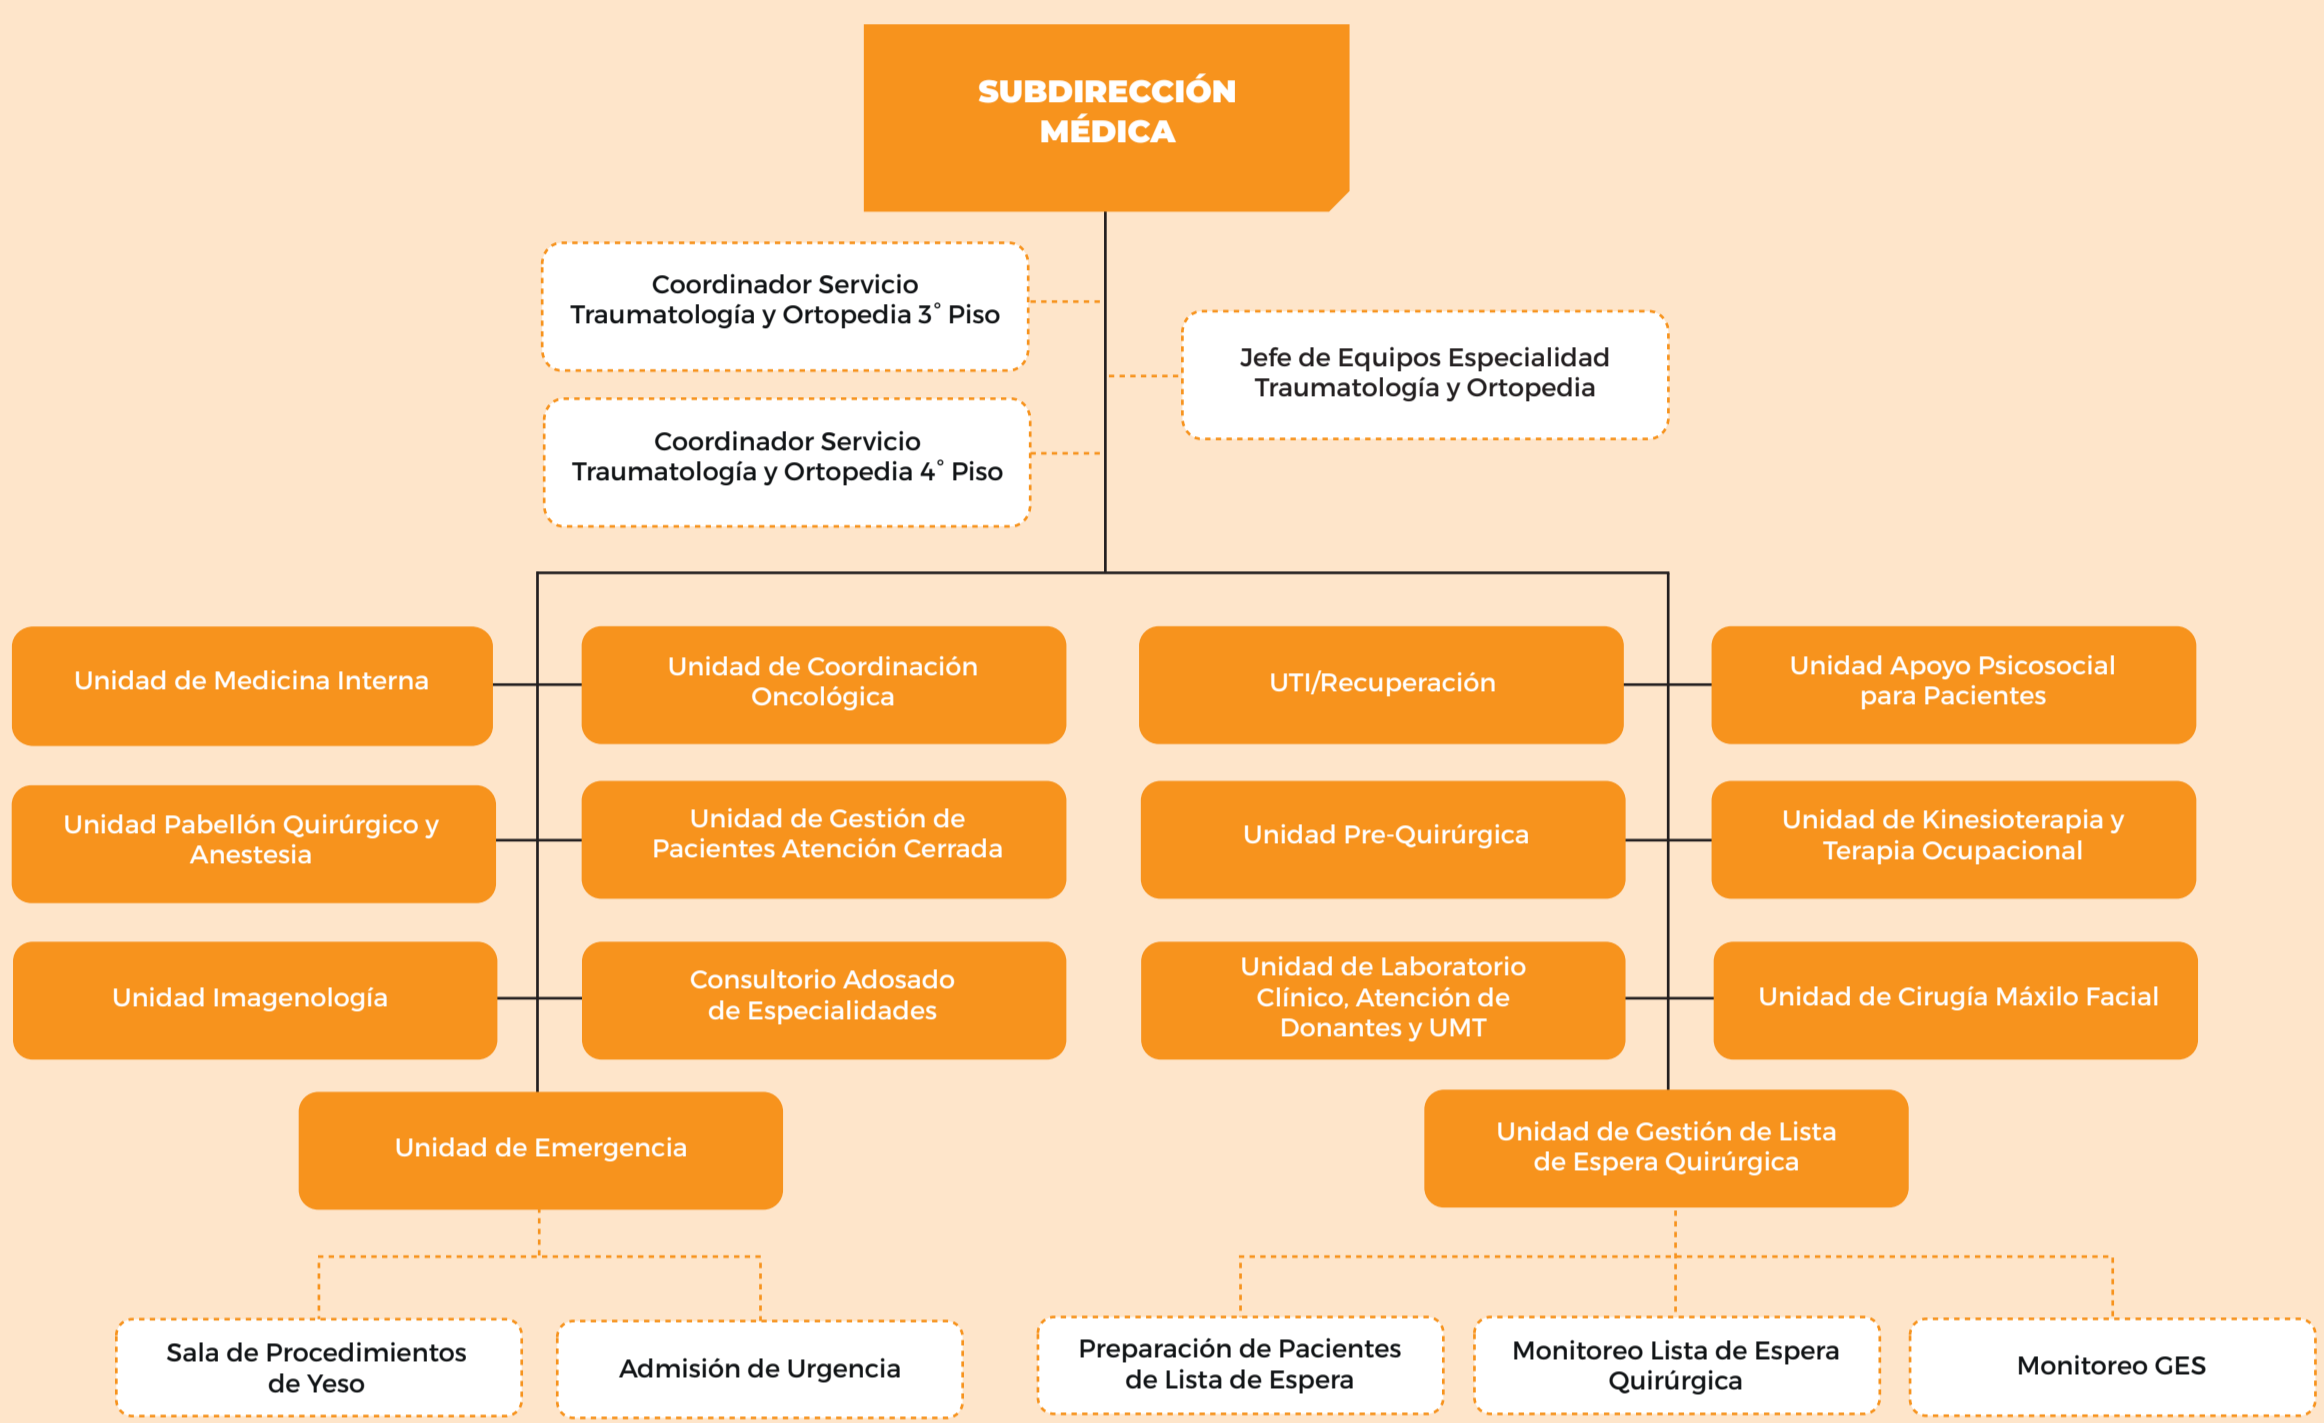 SUBDIRECCIÓN
MÉDICA
Coordinador Servicio
Traumatología y Ortopedia 3° Piso
Jefe de Equipos Especialidad
Traumatología y Ortopedia
Coordinador Servicio
Traumatología y Ortopedia 4° Piso
Unidad de Medicina Interna
Unidad de Coordinación
Oncológica
UTI/Recuperación
Unidad Apoyo Psicosocial
para Pacientes
Unidad Pabellón Quirúrgico y
Anestesia
Unidad de Gestión de
Pacientes Atención Cerrada
Unidad Pre-Quirúrgica
Unidad de Kinesioterapia y
Terapia Ocupacional
Unidad Imagenología
Consultorio Adosado
de Especialidades
Unidad de Laboratorio
Clínico, Atención de
Donantes y UMT
Unidad de Cirugía Máxilo Facial
Unidad de Emergencia
Unidad de Gestión de Lista
de Espera Quirúrgica
Sala de Procedimientos
de Yeso
Admisión de Urgencia
Preparación de Pacientes
de Lista de Espera
Monitoreo Lista de Espera
Quirúrgica
Monitoreo GES